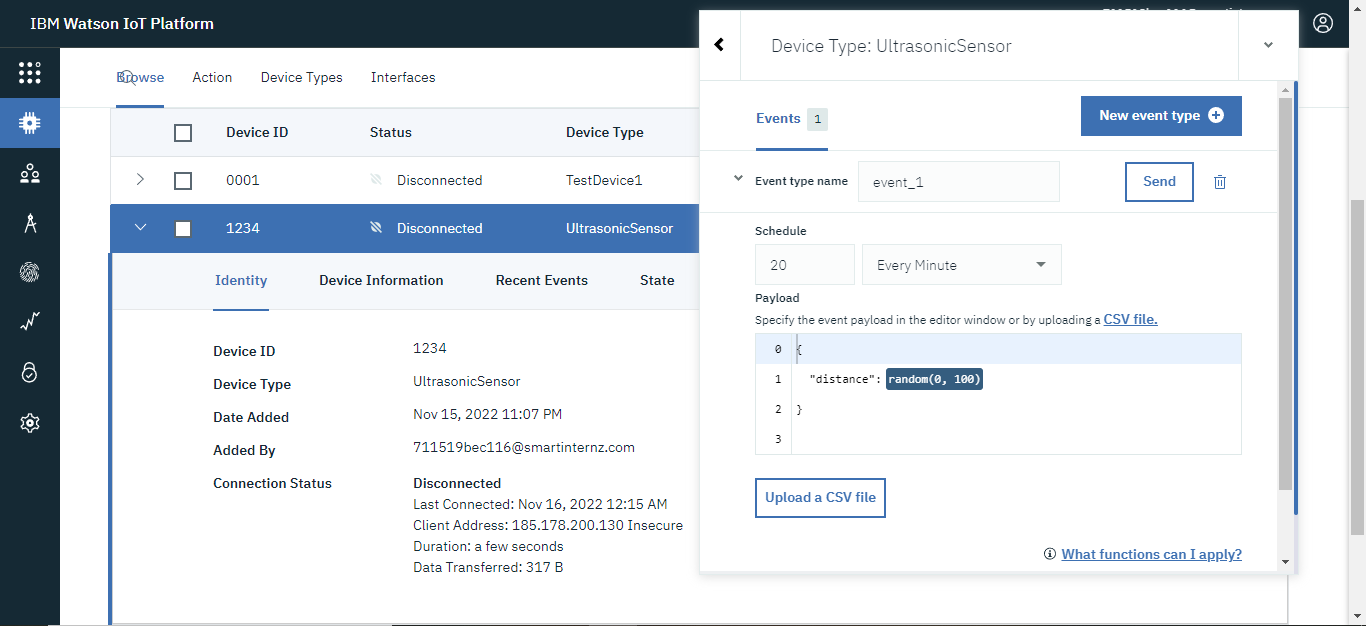 IBM Watson IoT Platform
Browse
Action
Device Types
Interfaces
Device ID
Status
Device Type
0001
Disconnected
TestDevice1
1234
Disconnected
UltrasonicSensor
Identity
Device Information
Recent Events
State
Device ID
1234
Device Type
UltrasonicSensor
Date Added
Nov 15, 2022 11:07 PM
Added By
711519bec116@smartinternz.com
Connection Status
Disconnected
Last Connected: Nov 16, 2022 12:15 AM
Client Address: 185.178.200.130 Insecure
Duration: a few seconds
Data Transferred: 317 B
Device Type: UltrasonicSensor
Events 1
New event type
Event type name
event_1
Send
Schedule
20
Every Minute
Payload
Specify the event payload in the editor window or by uploading a CSV file.
0 {
1 "distance": random(0, 100)
2 }
3
Upload a CSV file
What functions can I apply?